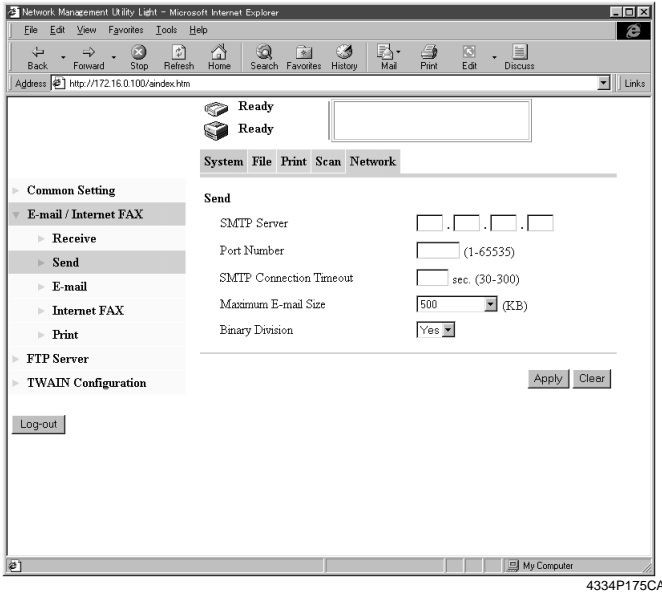 Network Management Utility Light - Microsoft Internet Explorer
File Edit View Favorites Tools Help
Back Forward Stop Refresh Home Search Favorites History Mail Print Edit Discuss
Address http://172.16.0.100/aindex.htm Links
Ready
Ready
System File Print Scan Network
Common Setting
E-mail / Internet FAX
Receive
Send
E-mail
Internet FAX
Print
FTP Server
TWAIN Configuration
Log-out
Send
SMTP Server . . .
Port Number (1-65535)
SMTP Connection Timeout sec. (30-300)
Maximum E-mail Size 500 (KB)
Binary Division Yes
Apply Clear
My Computer
4334P175CA